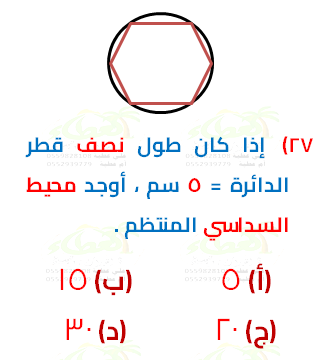 ٢٧) إذا كان طول نصف قطر
الدائرة = ٥ سم ، أوجد محيط
السداسي المنتظم .
(أ) ٥ (ب) ١٥
(ج) ٢٠ (د) ٣٠